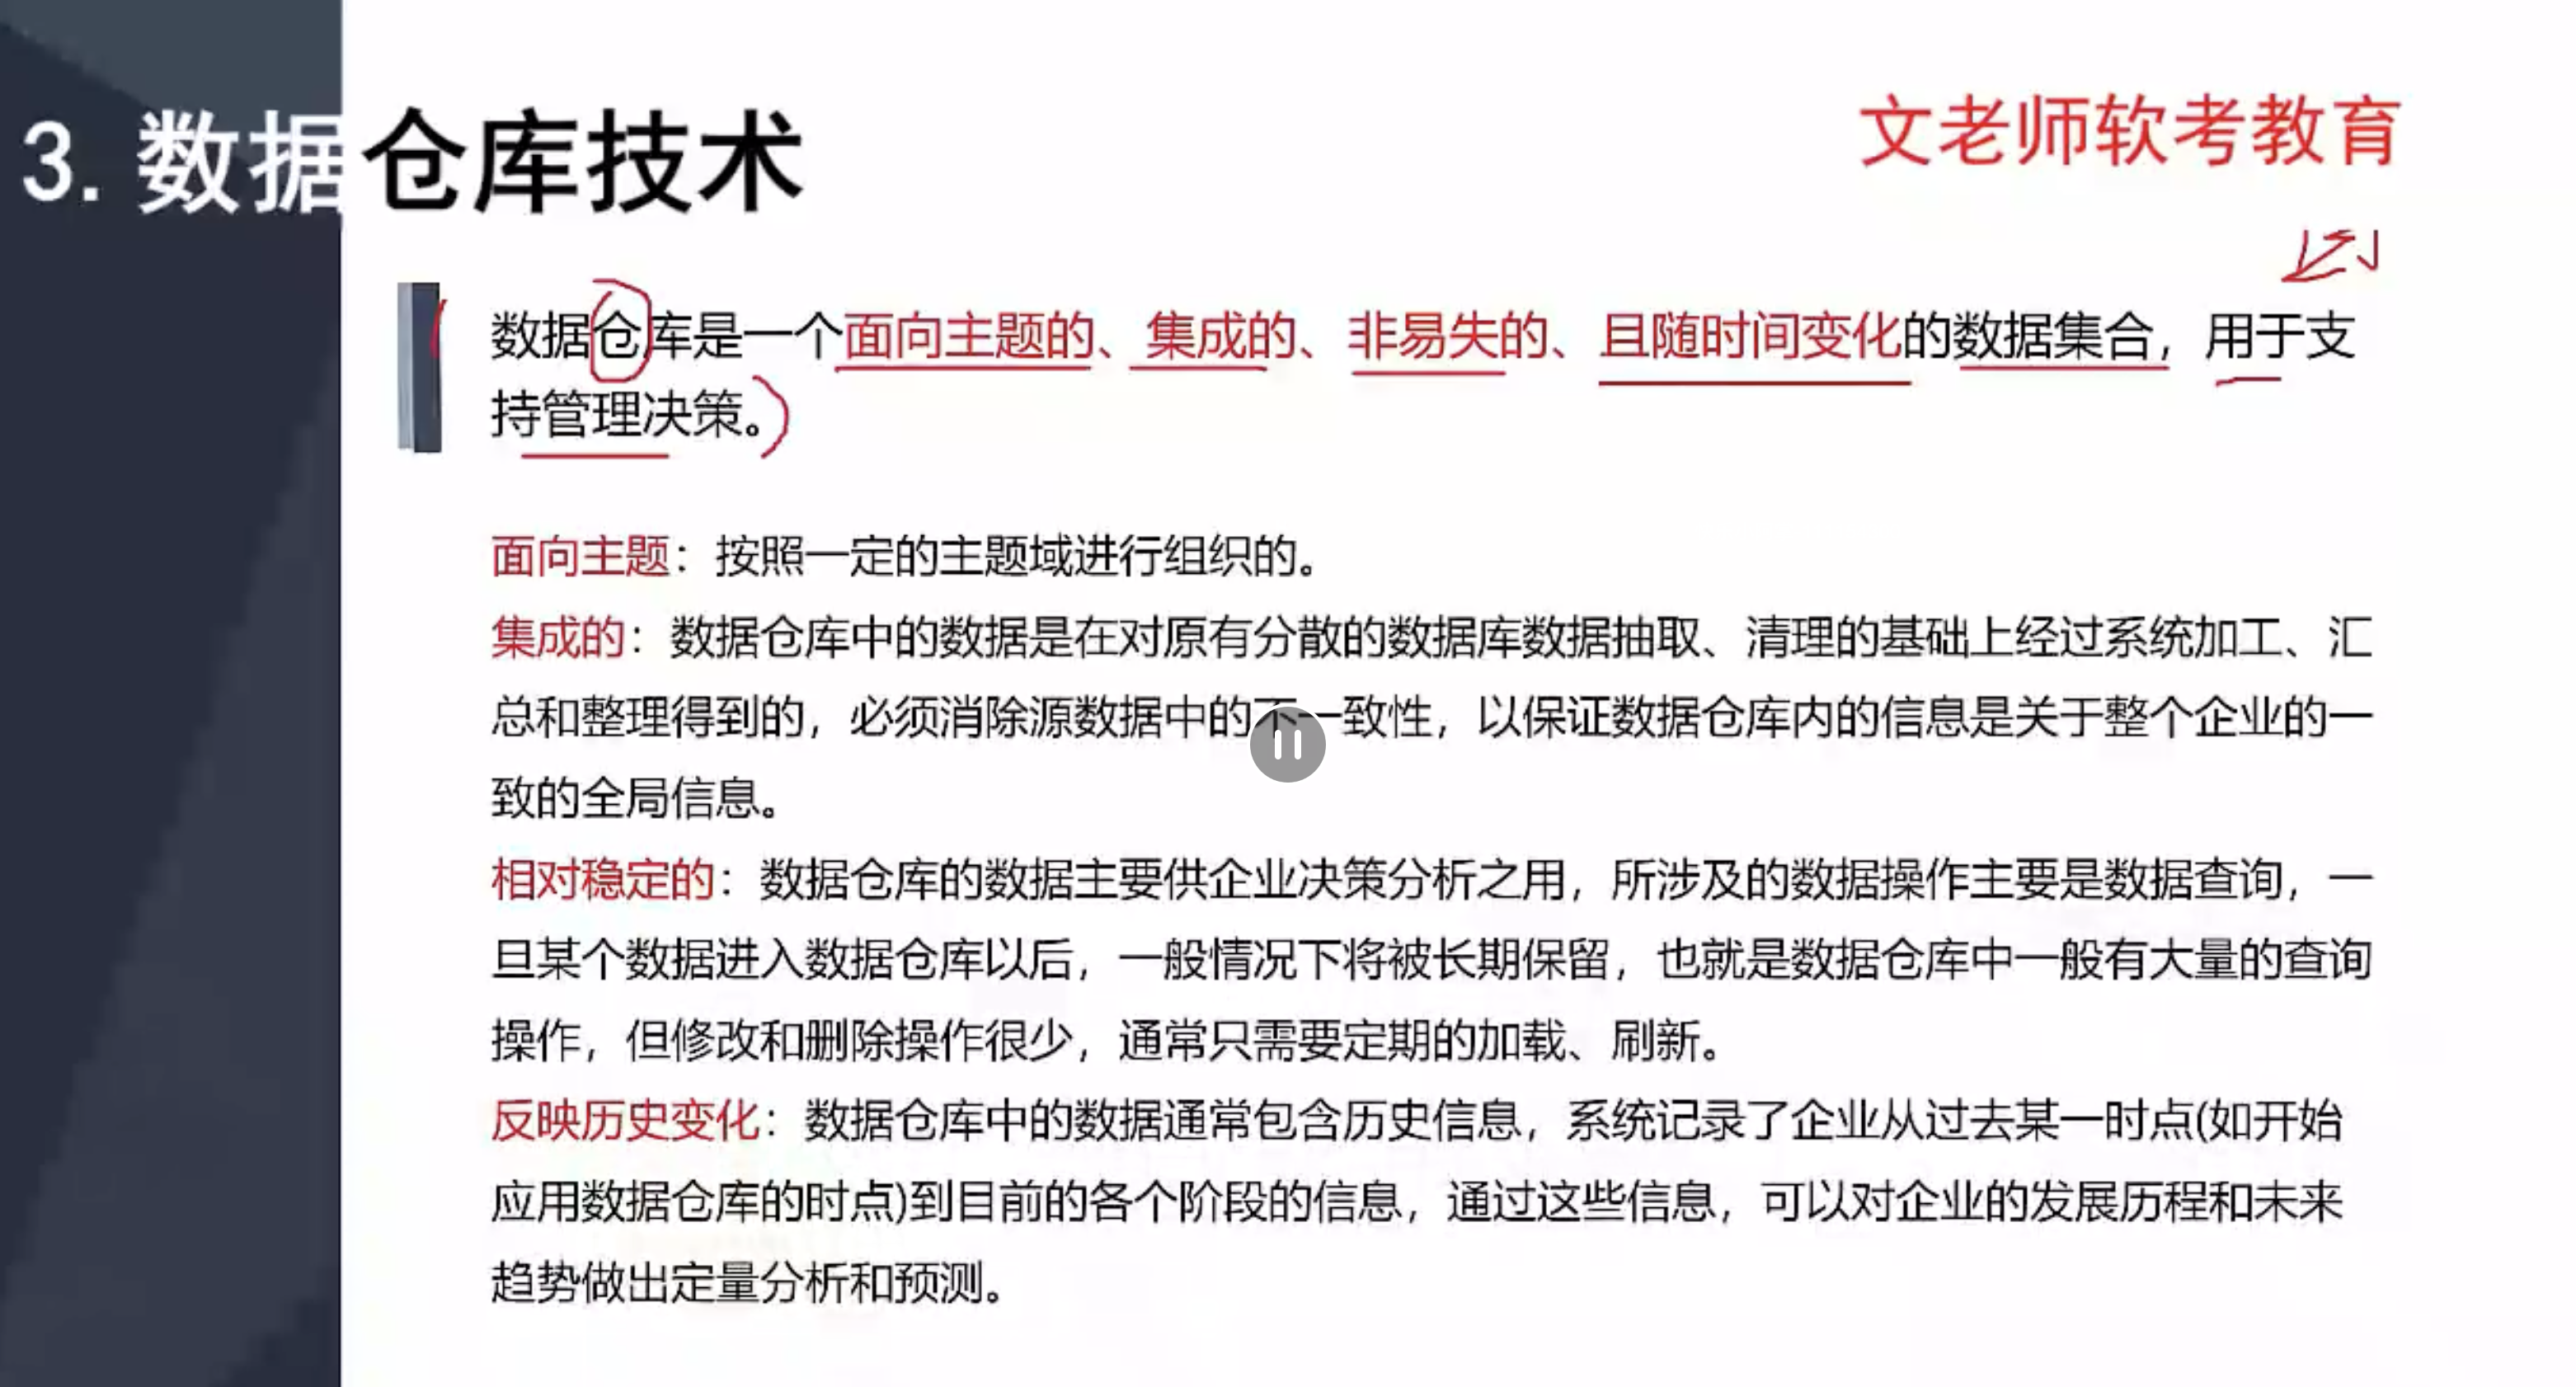 3. 数据仓库技术
文老师软考教育
数据仓库是一个面向主题的、集成的、非易失的、且随时间变化的数据集合，用于支
持管理决策。
面向主题：按照一定的主题域进行组织的。
集成的：数据仓库中的数据是在对原有分散的数据库数据抽取、清理的基础上经过系统加工、汇
总和整理得到的，必须消除源数据中的不一致性，以保证数据仓库内的信息是关于整个企业的一
致的全局信息。
相对稳定的：数据仓库的数据主要供企业决策分析之用，所涉及的数据操作主要是数据查询，一
旦某个数据进入数据仓库以后，一般情况下将被长期保留，也就是数据仓库中一般有大量的查询
操作，但修改和删除操作很少，通常只需要定期的加载、刷新。
反映历史变化：数据仓库中的数据通常包含历史信息，系统记录了企业从过去某一时点(如开始
应用数据仓库的时点)到目前的各个阶段的信息，通过这些信息，可以对企业的发展历程和未来
趋势做出定量分析和预测。